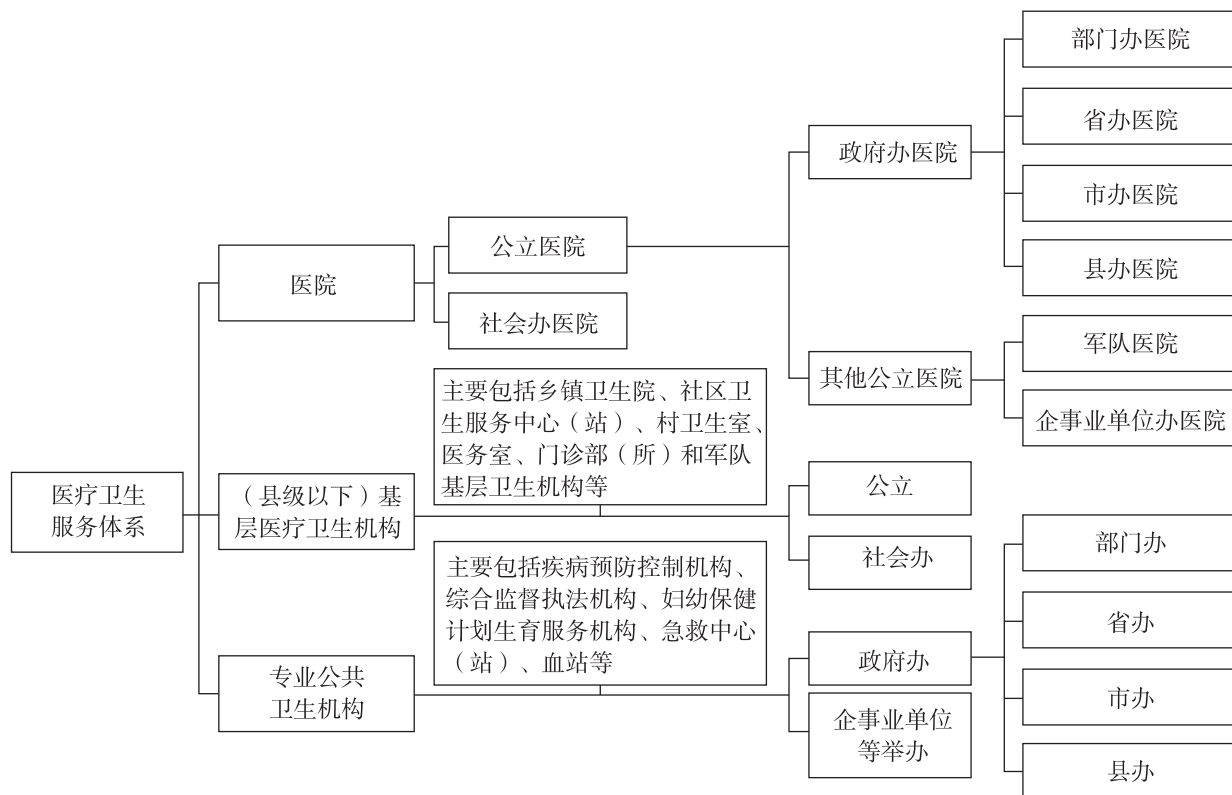 部门办医院
省办医院
政府办医院
市办医院
公立医院
县办医院
医院
社会办医院
军队医院
其他公立医院
企事业单位办医院
主要包括乡镇卫生院、社区卫
生服务中心（站）、村卫生室、
医务室、门诊部（所）和军队
基层卫生机构等
医疗卫生
服务体系
（县级以下）基
层医疗卫生机构
公立
社会办
部门办
主要包括疾病预防控制机构、
综合监督执法机构、妇幼保健
计划生育服务机构、急救中心
（站）、血站等
省办
政府办
专业公共
卫生机构
市办
企事业单位
等举办
县办